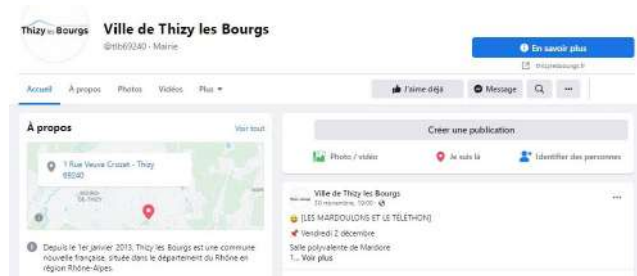 Thizy les Bourgs
Ville de Thizy les Bourgs
@tlb69240 · Mairie
En savoir plus
thizylesbourgs.fr
Accueil À propos Photos Vidéos Plus
J'aime déjà Message
À propos Voir tout
1 Rue Veuve Crozet - Thizy
69240
BOURG-
DE-THIZY
Depuis le 1er janvier 2013, Thizy les Bourgs est une commune
nouvelle française, située dans le département du Rhône en
région Rhône-Alpes.
Créer une publication
Photo / vidéo Je suis là Identifier des personnes
Ville de Thizy les Bourgs
[LES MARDOULONS ET LE TÉLÉTHON]
Vendredi 2 décembre
Salle polyvalente de Mardore
1... Voir plus